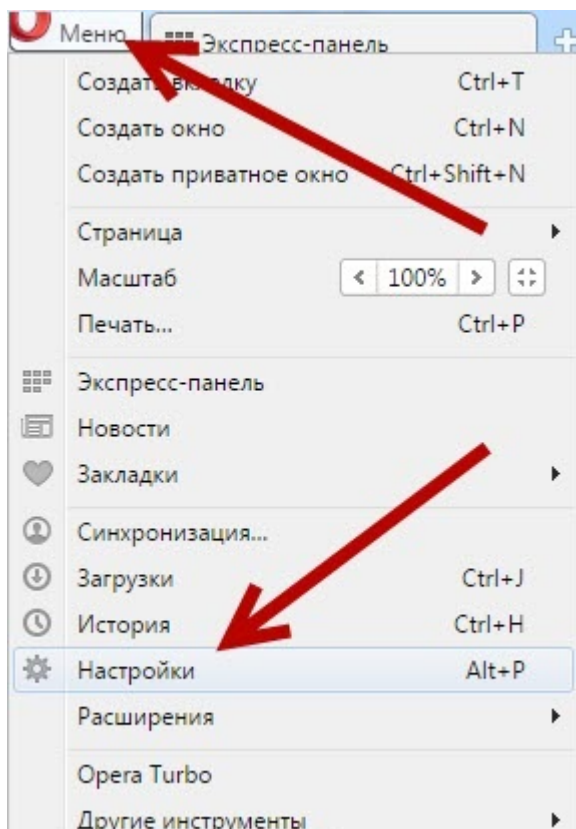 Меню Экспресс-панель
Создать вкладку Ctrl+T
Создать окно Ctrl+N
Создать приватное окно Ctrl+Shift+N
Страница
Масштаб < 100% >
Печать... Ctrl+P
Экспресс-панель
Новости
Закладки
Синхронизация...
Загрузки Ctrl+J
История Ctrl+H
Настройки Alt+P
Расширения
Opera Turbo
Другие инструменты